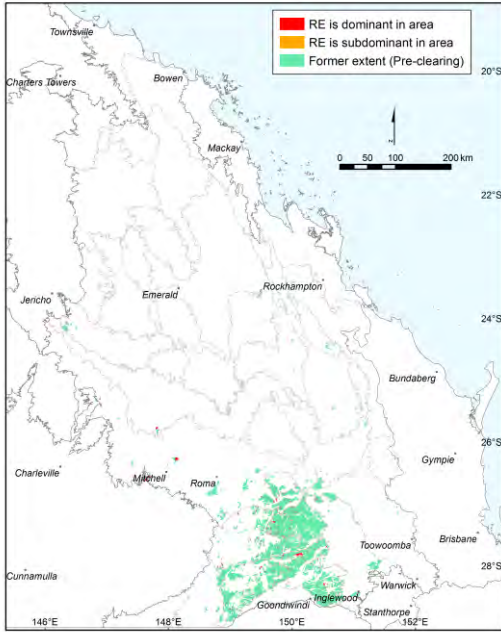 RE is dominant in area
RE is subdominant in area
Former extent (Pre-clearing)
Townsville
20°S
Charters Towers
Bowen
Mackay
0 50 100 200 km
22°S
Jericho
Emerald
Rockhampton
24°S
Bundaberg
26°S
Charleville
Mitchell
Roma
Gympie
Cunnamulla
Toowoomba
Brisbane
28°S
Goondiwindi
Inglewood
Warwick
Stanthorpe
146°E
148°E
150°E
152°E